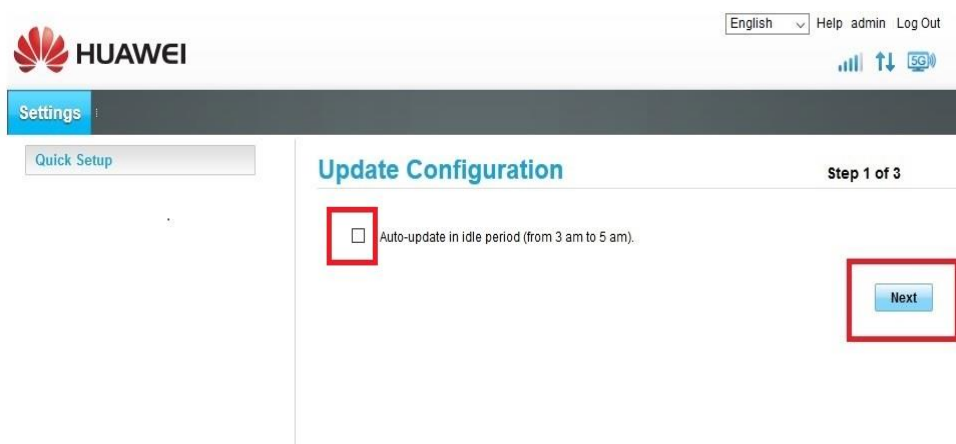 English Help admin Log Out
HUAWEI
5G
Settings
Quick Setup
Update Configuration
Step 1 of 3
Auto-update in idle period (from 3 am to 5 am).
Next